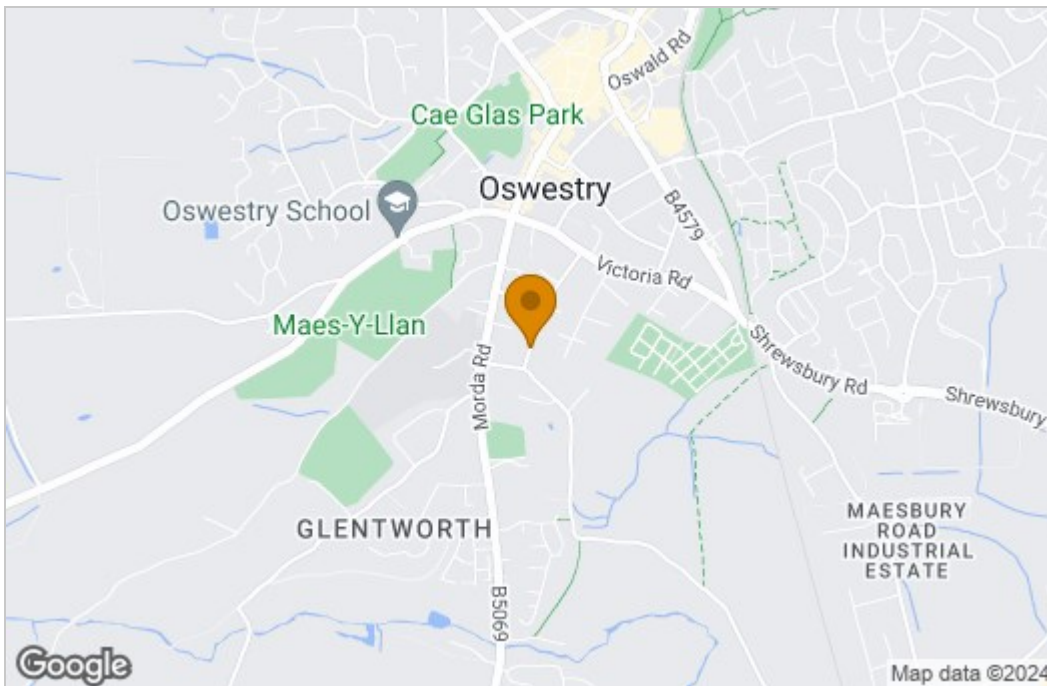 Oswald Rd
Cae Glas Park
Oswestry
Oswestry School
B4579
Victoria Rd
Maes-Y-Llan
Morda Rd
Shrewsbury Rd
Shrewsbury
GLENTWORTH
MAESBURY
ROAD
INDUSTRIAL
ESTATE
B5069
Google
Map data ©2024